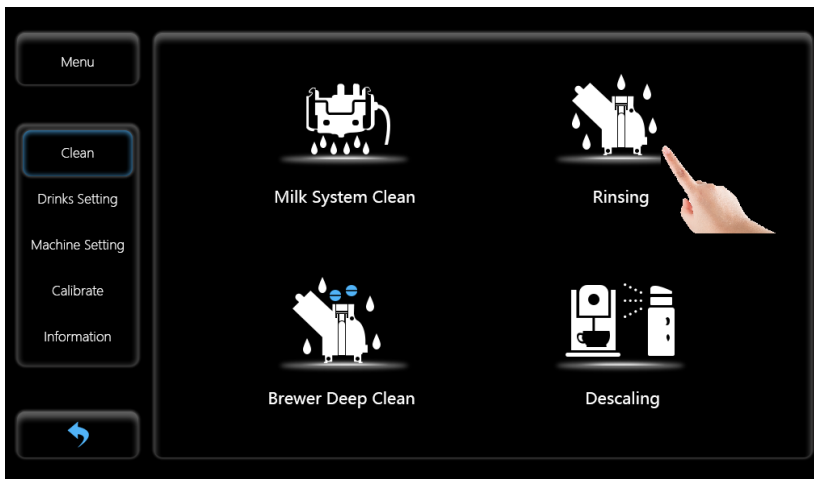 Menu
Clean
Drinks Setting
Machine Setting
Calibrate
Information
Milk System Clean
Rinsing
Brewer Deep Clean
Descaling